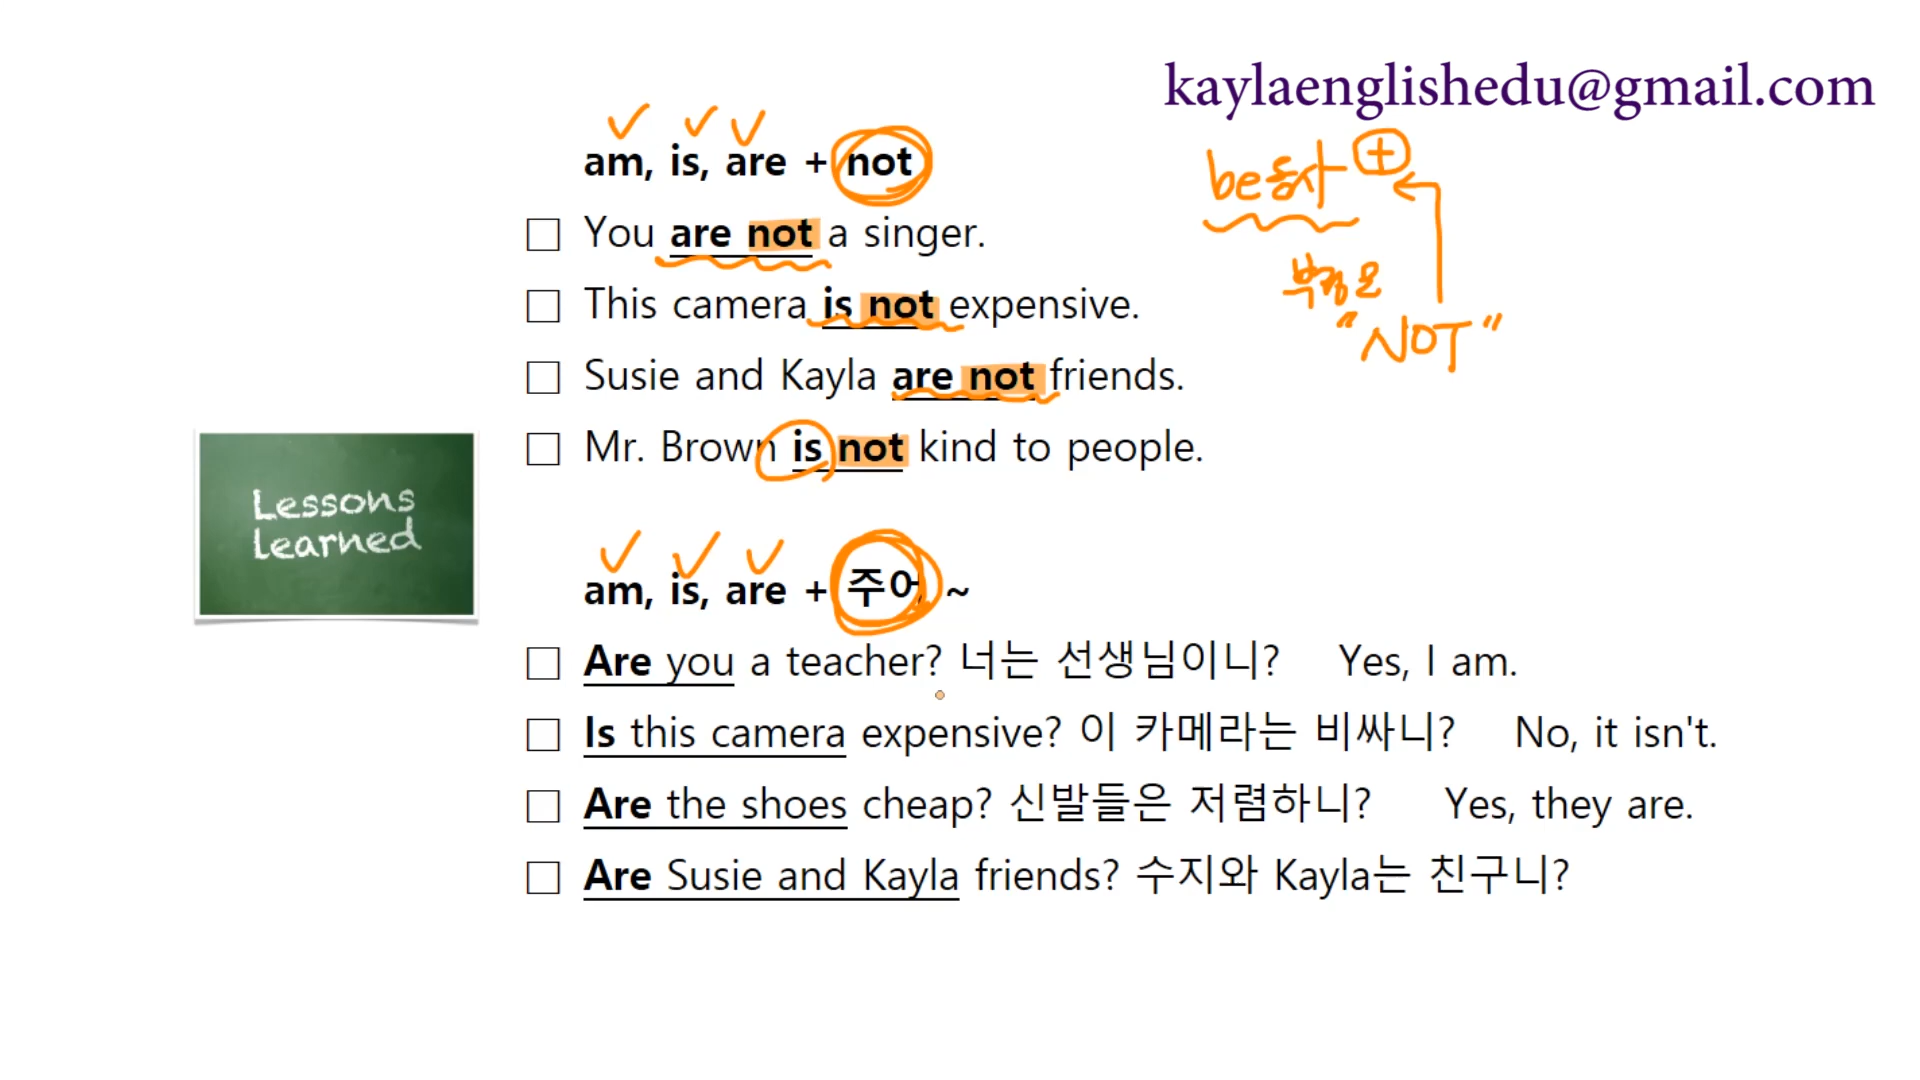 kaylaenglishedu@gmail.com
am, is, are + not
be동사 +
You are not a singer.
부정문
This camera is not expensive.
"NOT"
Susie and Kayla are not friends.
Mr. Brown is not kind to people.
Lessons
learned
am, is, are + 주어 ~
Are you a teacher? 너는 선생님이니? Yes, I am.
Is this camera expensive? 이 카메라는 비싸니? No, it isn't.
Are the shoes cheap? 신발들은 저렴하니? Yes, they are.
Are Susie and Kayla friends? 수지와 Kayla는 친구니?